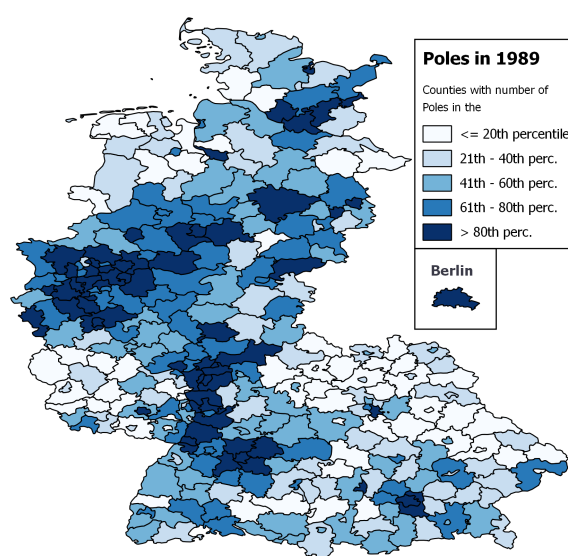 Poles in 1989
Counties with number of
Poles in the
<= 20th percentile
21th - 40th perc.
41th - 60th perc.
61th - 80th perc.
> 80th perc.
Berlin